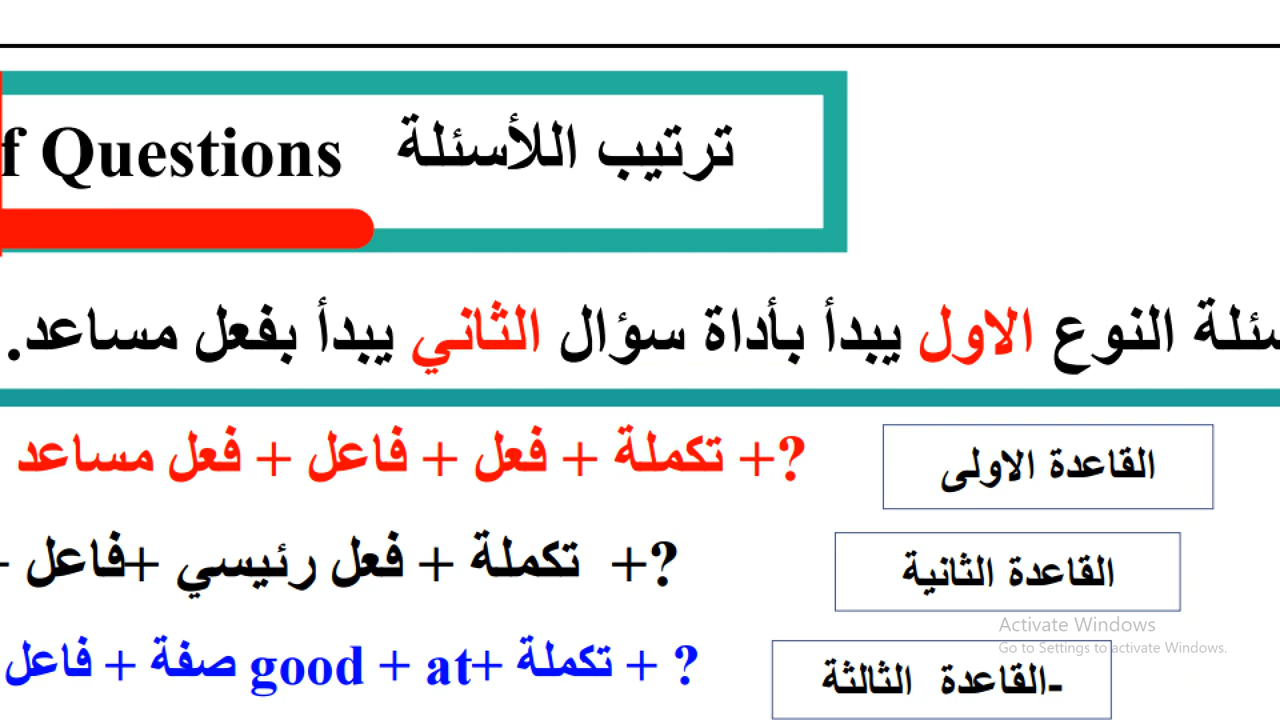 f Questions ترتيب اللأسئلة
سئلة النوع الاول يبدأ بأداة سؤال الثاني يبدأ بفعل مساعد.
القاعدة الاولى
فعل مساعد + فاعل + فعل + تكملة +?
القاعدة الثانية
+ فاعل +فعل رئيسي + تكملة +?
Activate Windows
Go to Settings to activate Windows.
-القاعدة الثالثة
فاعل + صفة good + at+ تكملة + ?